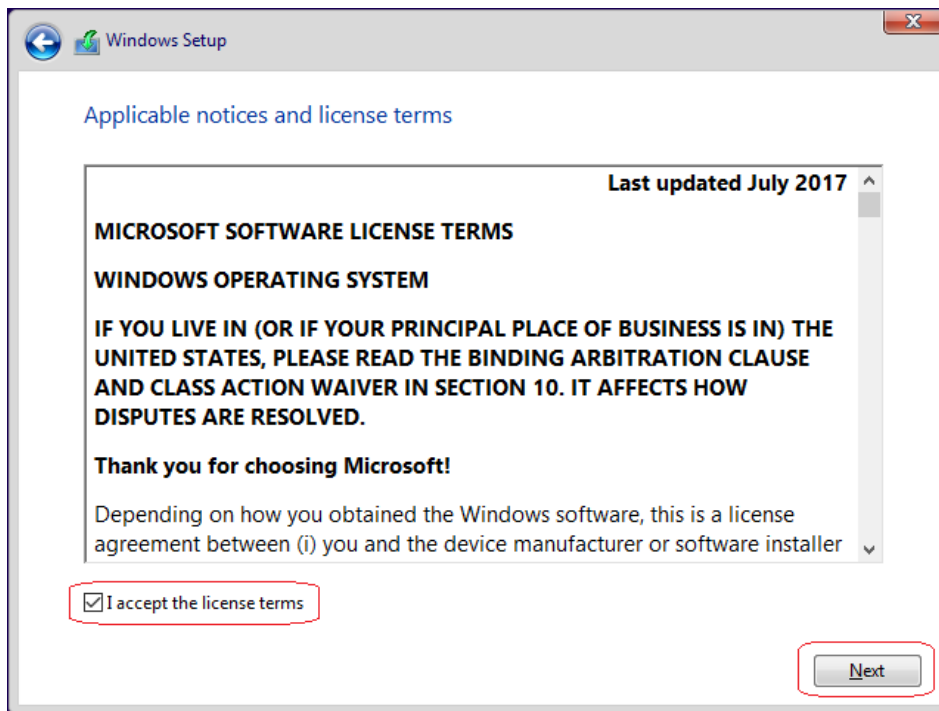 Windows Setup
Applicable notices and license terms
Last updated July 2017
MICROSOFT SOFTWARE LICENSE TERMS
WINDOWS OPERATING SYSTEM
IF YOU LIVE IN (OR IF YOUR PRINCIPAL PLACE OF BUSINESS IS IN) THE
UNITED STATES, PLEASE READ THE BINDING ARBITRATION CLAUSE
AND CLASS ACTION WAIVER IN SECTION 10. IT AFFECTS HOW
DISPUTES ARE RESOLVED.
Thank you for choosing Microsoft!
Depending on how you obtained the Windows software, this is a license
agreement between (i) you and the device manufacturer or software installer
I accept the license terms
Next